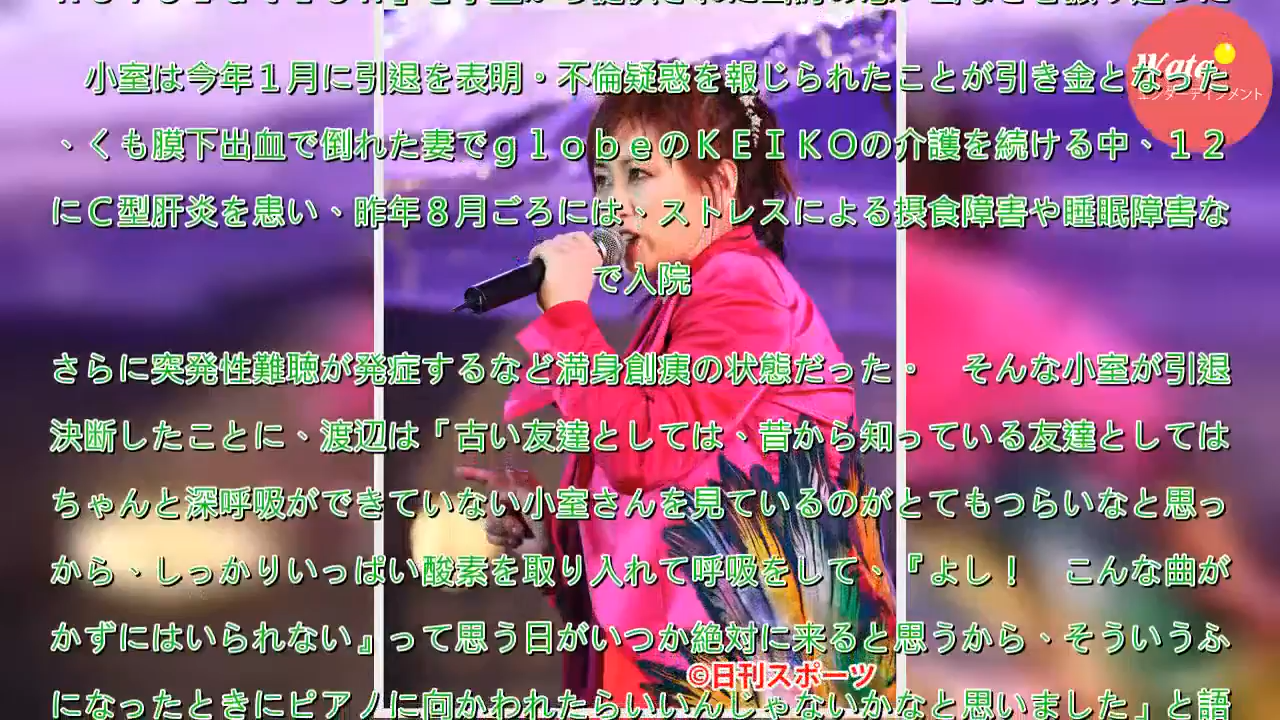 小室は今年１月に引退を表明・不倫疑惑を報じられたことが引き金となった
、くも膜下出血で倒れた妻でｇｌｏｂｅのＫＥＩＫＯの介護を続ける中、１２
にＣ型肝炎を患い、昨年８月ごろには、ストレスによる摂食障害や睡眠障害な
で入院
さらに突発性難聴が発症するなど満身創痍の状態だった・　そんな小室が引退
決断したことに、渡辺は「古い友達としては、昔から知っている友達としては
ちゃんと深呼吸ができていない小室さんを見ているのがとてもつらいなと思っ
から、しっかりいっぱい酸素を取り入れて呼吸をして、『よし！　こんな曲が
かずにはいられない』って思う日がいつか絶対に来ると思うから、そういうふ
になったときにピアノに向かわれたらいいんじゃないかなと思いました」と語
Wate
エンターテインメント
©日刊スポーツ